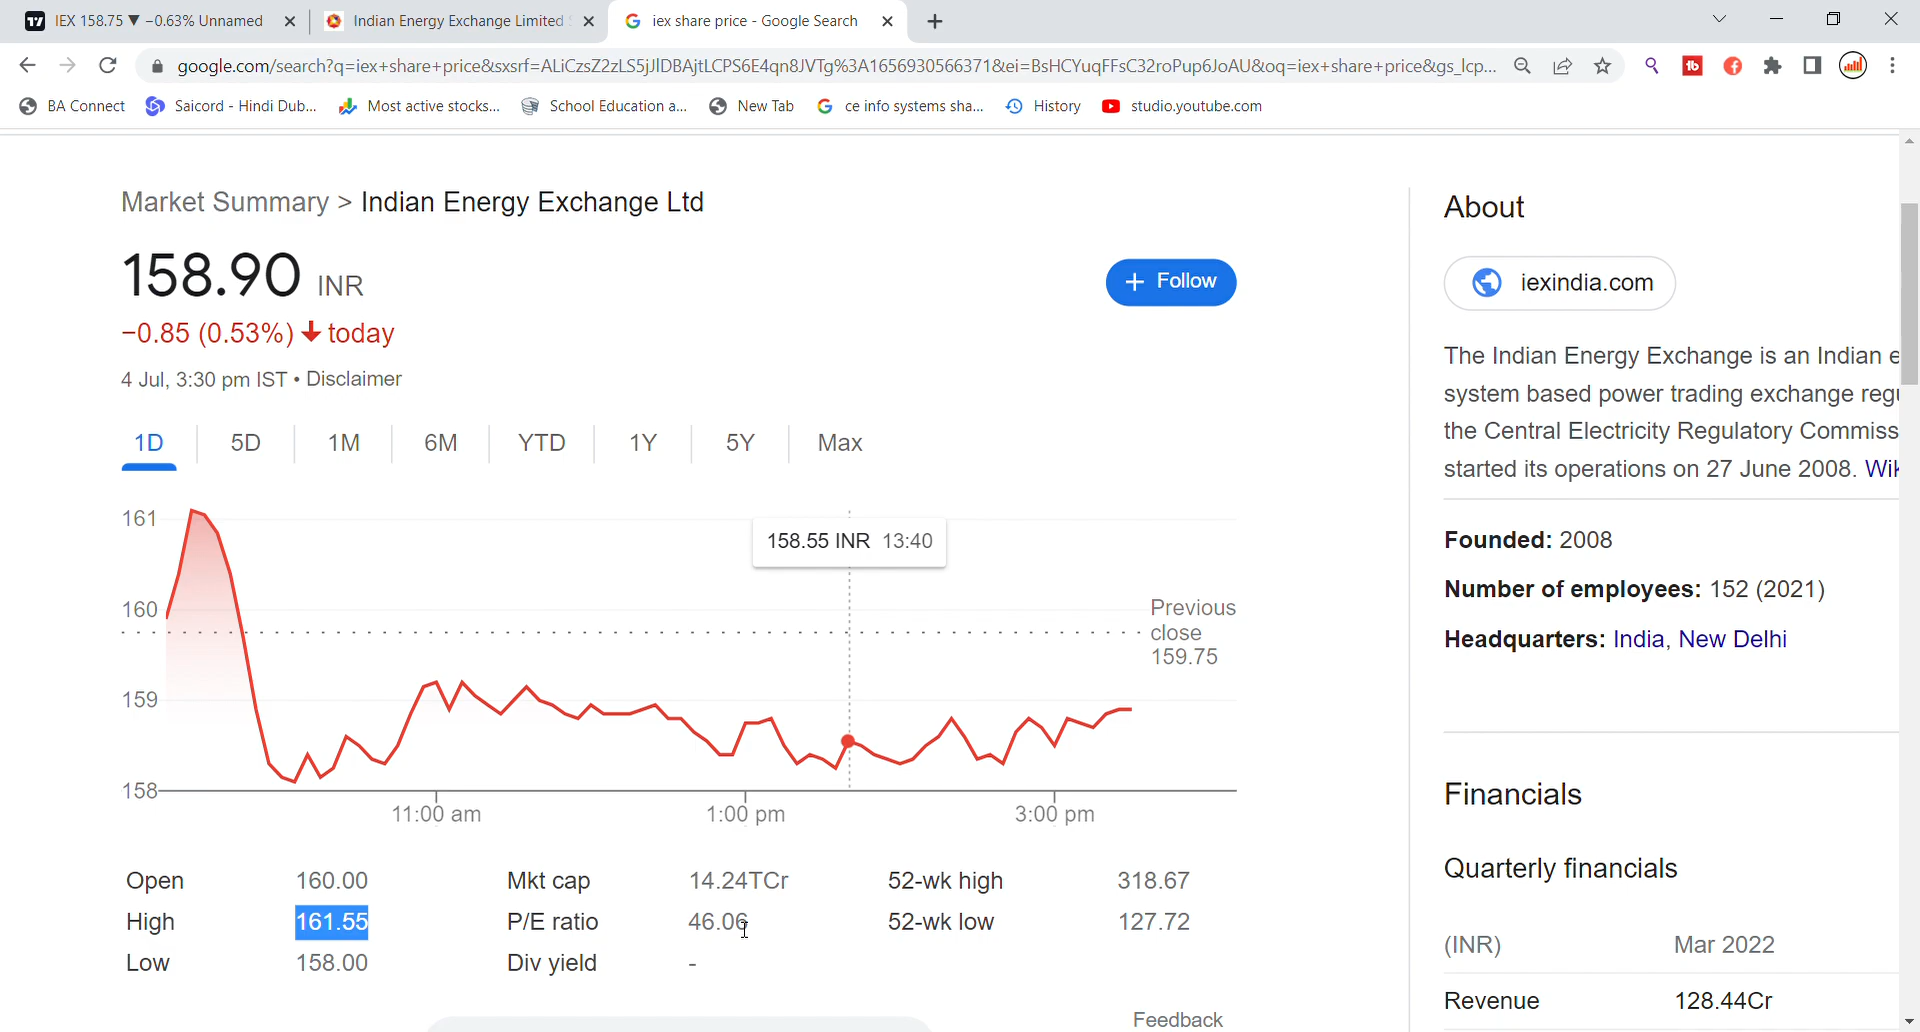 IEX 158.75 ▼ −0.63% Unnamed
Indian Energy Exchange Limited
iex share price - Google Search
google.com/search?q=iex+share+price&sxsrf=ALiCzsZ2zLS5jJlDBAjtLCPS6E4qn8JVTg%3A1656930566371&ei=BsHCYuqFFsC32roPup6JoAU&oq=iex+share+price&gs_lcp...
BA Connect
Saicord - Hindi Dub...
Most active stocks...
School Education a...
New Tab
ce info systems sha...
History
studio.youtube.com
Market Summary > Indian Energy Exchange Ltd
158.90 INR
−0.85 (0.53%) ↓ today
4 Jul, 3:30 pm IST • Disclaimer
+ Follow
1D 5D 1M 6M YTD 1Y 5Y Max
161
160
159
158
158.55 INR 13:40
Previous
close
159.75
11:00 am 1:00 pm 3:00 pm
Open 160.00 Mkt cap 14.24TCr 52-wk high 318.67
High 161.55 P/E ratio 46.06 52-wk low 127.72
Low 158.00 Div yield -
Feedback
About
iexindia.com
The Indian Energy Exchange is an Indian e
system based power trading exchange regu
the Central Electricity Regulatory Commiss
started its operations on 27 June 2008. Wik
Founded: 2008
Number of employees: 152 (2021)
Headquarters: India, New Delhi
Financials
Quarterly financials
(INR) Mar 2022
Revenue 128.44Cr